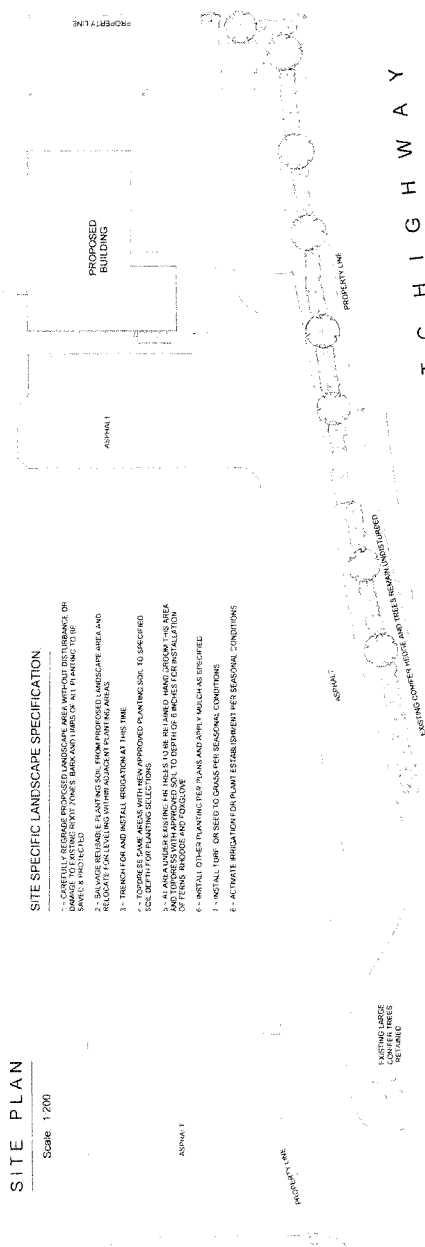 SITE PLAN
Scale: 1:200
SITE SPECIFIC LANDSCAPE SPECIFICATION
1 - CAREFULLY REGRADE PROPOSED LANDSCAPE AREA WITHOUT DISTURBANCE OR
DAMAGE TO EXISTING ROOT ZONES, BARK AND LIMBS OF ALL PLANTING TO BE
SAVED & PROTECTED
2 - SALVAGE REUSABLE PLANTING SOIL FROM PROPOSED LANDSCAPE AREA AND
RELOCATE FOR LEVELING WITHIN ADJACENT PLANTING AREAS
3 - TRENCH FOR AND INSTALL IRRIGATION AT THIS TIME
4 - TOPDRESS SAME AREAS WITH NEW APPROVED PLANTING SOIL TO SPECIFIED
SOIL DEPTH FOR PLANTING SELECTIONS
5 - AT AREA UNDER EXISTING FIR TREES TO BE RETAINED, HAND GROOM THIS AREA
AND TOPDRESS WITH APPROVED SOIL TO DEPTH OF 6 INCHES FOR INSTALLATION
OF FERNS, RHODOS AND FOXGLOVE
6 - INSTALL OTHER PLANTING PER PLANS AND APPLY MULCH AS SPECIFIED
7 - INSTALL TURF OR SEED TO GRASS PER SEASONAL CONDITIONS
8 - ACTIVATE IRRIGATION FOR PLANT ESTABLISHMENT PER SEASONAL CONDITIONS
PROPERTY LINE
PROPOSED
BUILDING
ASPHALT
PROPERTY LINE
HIGHWAY
ASPHALT
EXISTING CONIFER HEDGE AND TREES REMAIN UNDISTURBED
EXISTING LARGE
CONIFER TREES
RETAINED
ASPHALT
PROPERTY LINE